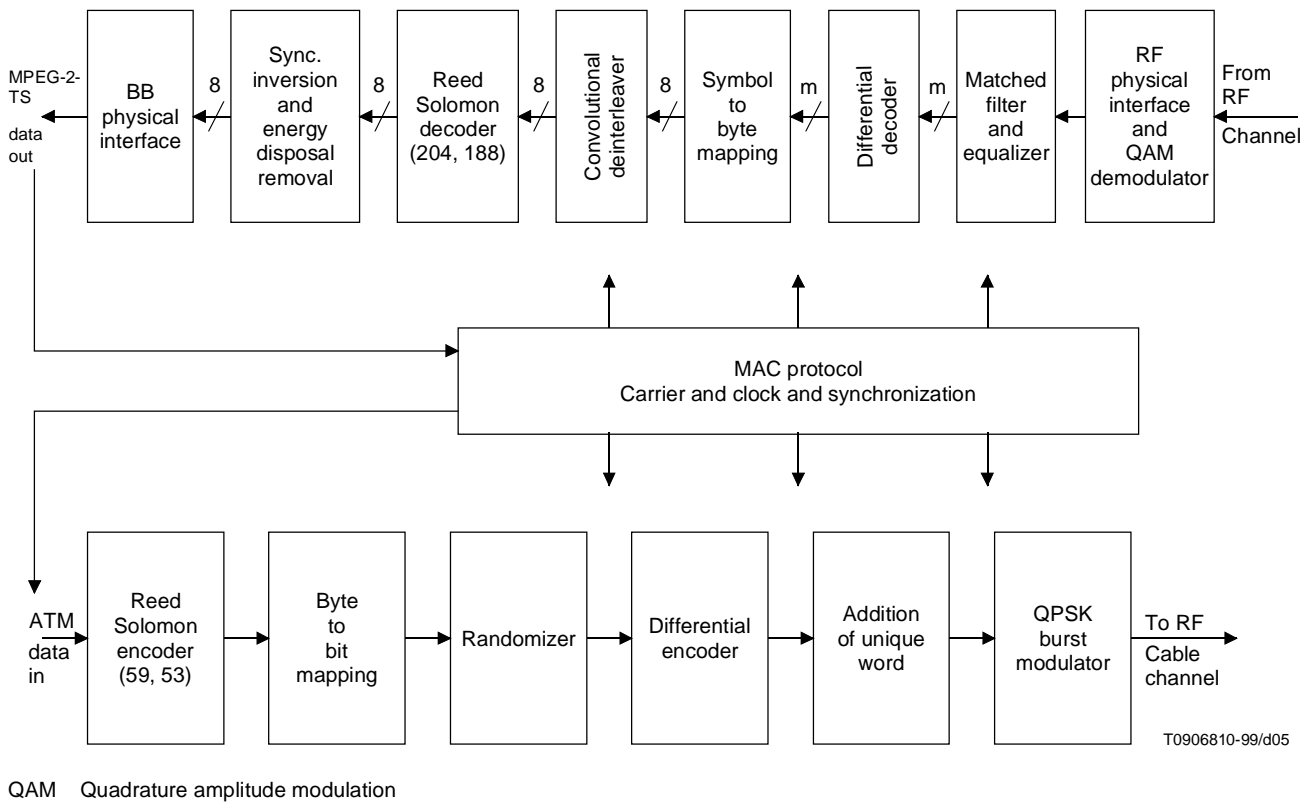 MPEG-2-
TS
data
out
BB
physical
interface
8
Sync.
inversion
and
energy
disposal
removal
8
Reed
Solomon
decoder
(204, 188)
8
Convolutional
deinterleaver
8
Symbol
to
byte
mapping
m
Differential
decoder
m
Matched
filter
and
equalizer
RF
physical
interface
and
QAM
demodulator
From
RF
Channel
MAC protocol
Carrier and clock and synchronization
ATM
data
in
Reed
Solomon
encoder
(59, 53)
Byte
to
bit
mapping
Randomizer
Differential
encoder
Addition
of unique
word
QPSK
burst
modulator
To RF
Cable
channel
T0906810-99/d05
QAM Quadrature amplitude modulation